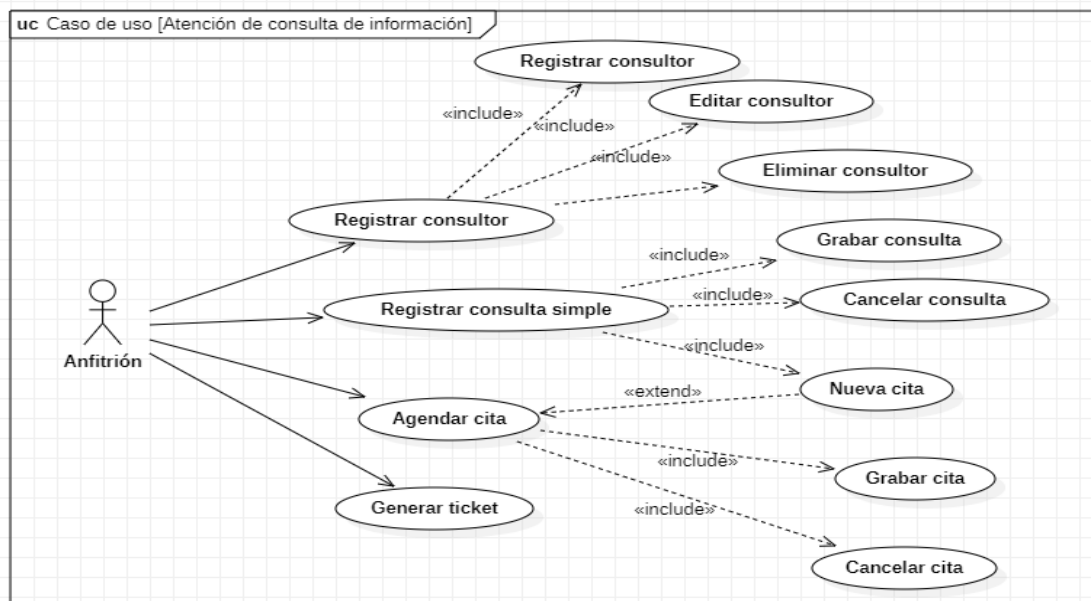 uc Caso de uso [Atención de consulta de información]
Registrar consultor
Editar consultor
«include»
«include»
«include»
Eliminar consultor
Registrar consultor
Grabar consulta
«include»
«include»
Cancelar consulta
Registrar consulta simple
«include»
Anfitrión
«extend»
Nueva cita
Agendar cita
«include»
Grabar cita
Generar ticket
«include»
Cancelar cita